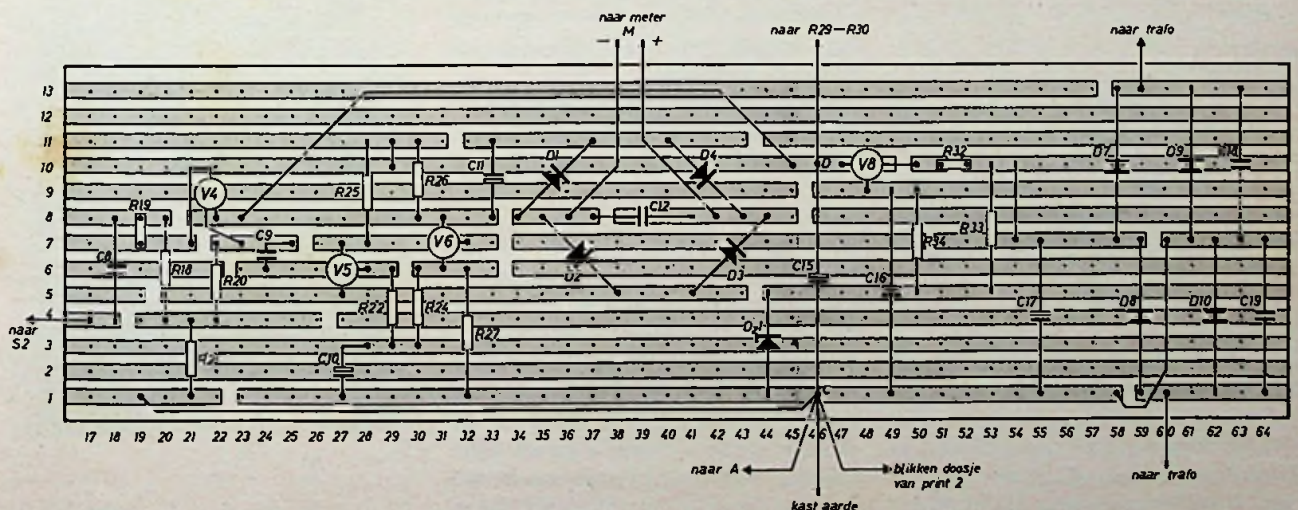 naar meter
− M +
naar R29−R30
naar trafo
13
12
11
10
9
8
7
6
5
4
3
2
1
D1
D4
C11
R26
R25
V4
R19
C9
C8
R18
R20
V5
V6
R22
R24
R27
C10
C12
D3
D
V8
R32
D7
D9
R33
R34
C15
C16
C17
D8
D10
C19
C
naar
S2
17 18 19 20 21 22 23 24 25 26 27 28 29 30 31 32 33 34 35 36 37 38 39 40 41 42 43 44 45 46 47 48 49 50 51 52 53 54 55 56 57 58 59 60 61 62 63 64
naar A
blikken doosje
van print 2
naar trafo
kast aarde